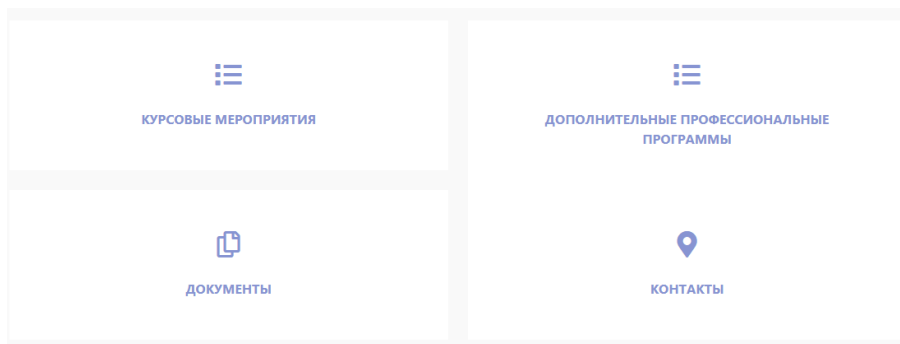 КУРСОВЫЕ МЕРОПРИЯТИЯ
ДОПОЛНИТЕЛЬНЫЕ ПРОФЕССИОНАЛЬНЫЕ
ПРОГРАММЫ
ДОКУМЕНТЫ
КОНТАКТЫ